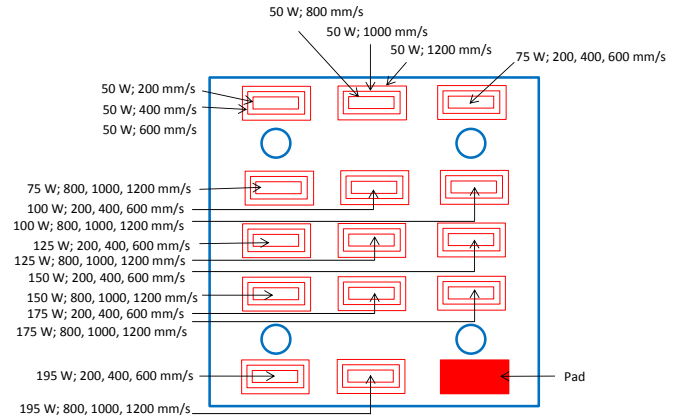 50 W; 800 mm/s
50 W; 1000 mm/s
50 W; 1200 mm/s
75 W; 200, 400, 600 mm/s
50 W; 200 mm/s
50 W; 400 mm/s
50 W; 600 mm/s
75 W; 800, 1000, 1200 mm/s
100 W; 200, 400, 600 mm/s
100 W; 800, 1000, 1200 mm/s
125 W; 200, 400, 600 mm/s
125 W; 800, 1000, 1200 mm/s
150 W; 200, 400, 600 mm/s
150 W; 800, 1000, 1200 mm/s
175 W; 200, 400, 600 mm/s
175 W; 800, 1000, 1200 mm/s
195 W; 200, 400, 600 mm/s
Pad
195 W; 800, 1000, 1200 mm/s